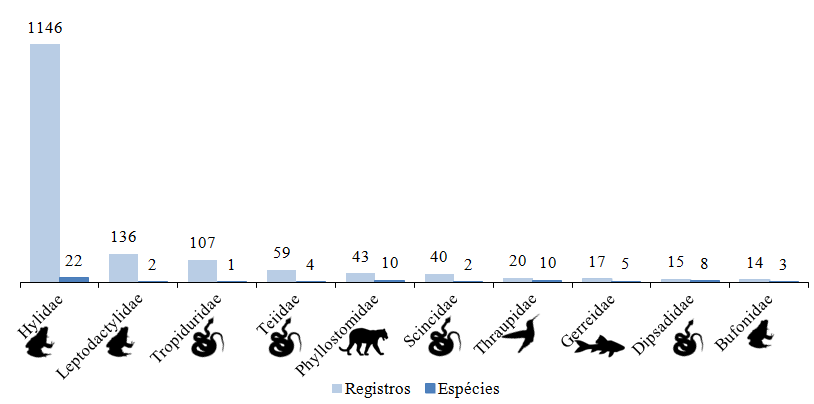 1146
22
136
2
107
1
59
4
43
10
40
2
20
10
17
5
15
8
14
3
Hylidae
Leptodactylidae
Tropiduridae
Teiidae
Phyllostomidae
Scincidae
Thraupidae
Gerreidae
Dipsadidae
Bufonidae
Registros
Espécies